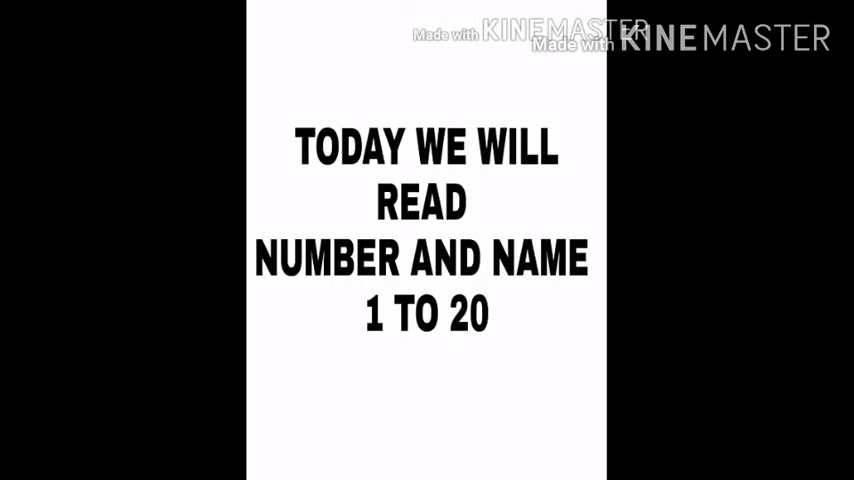 Made with KINEMASTER
Made with KINEMASTER
TODAY WE WILL
READ
NUMBER AND NAME
1 TO 20